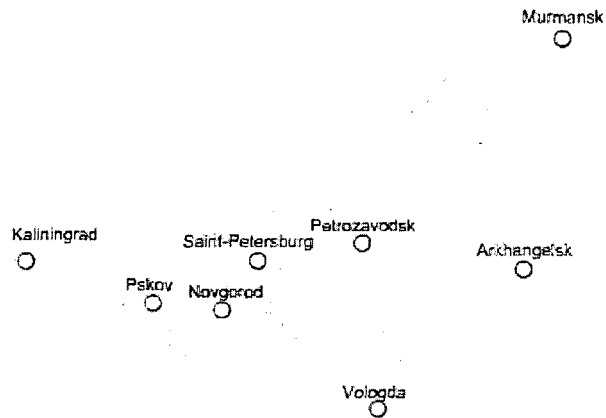 Murmansk
Petrozavodsk
Kaliningrad
Saint-Petersburg
Arkhangelsk
Pskov
Novgorod
Vologda